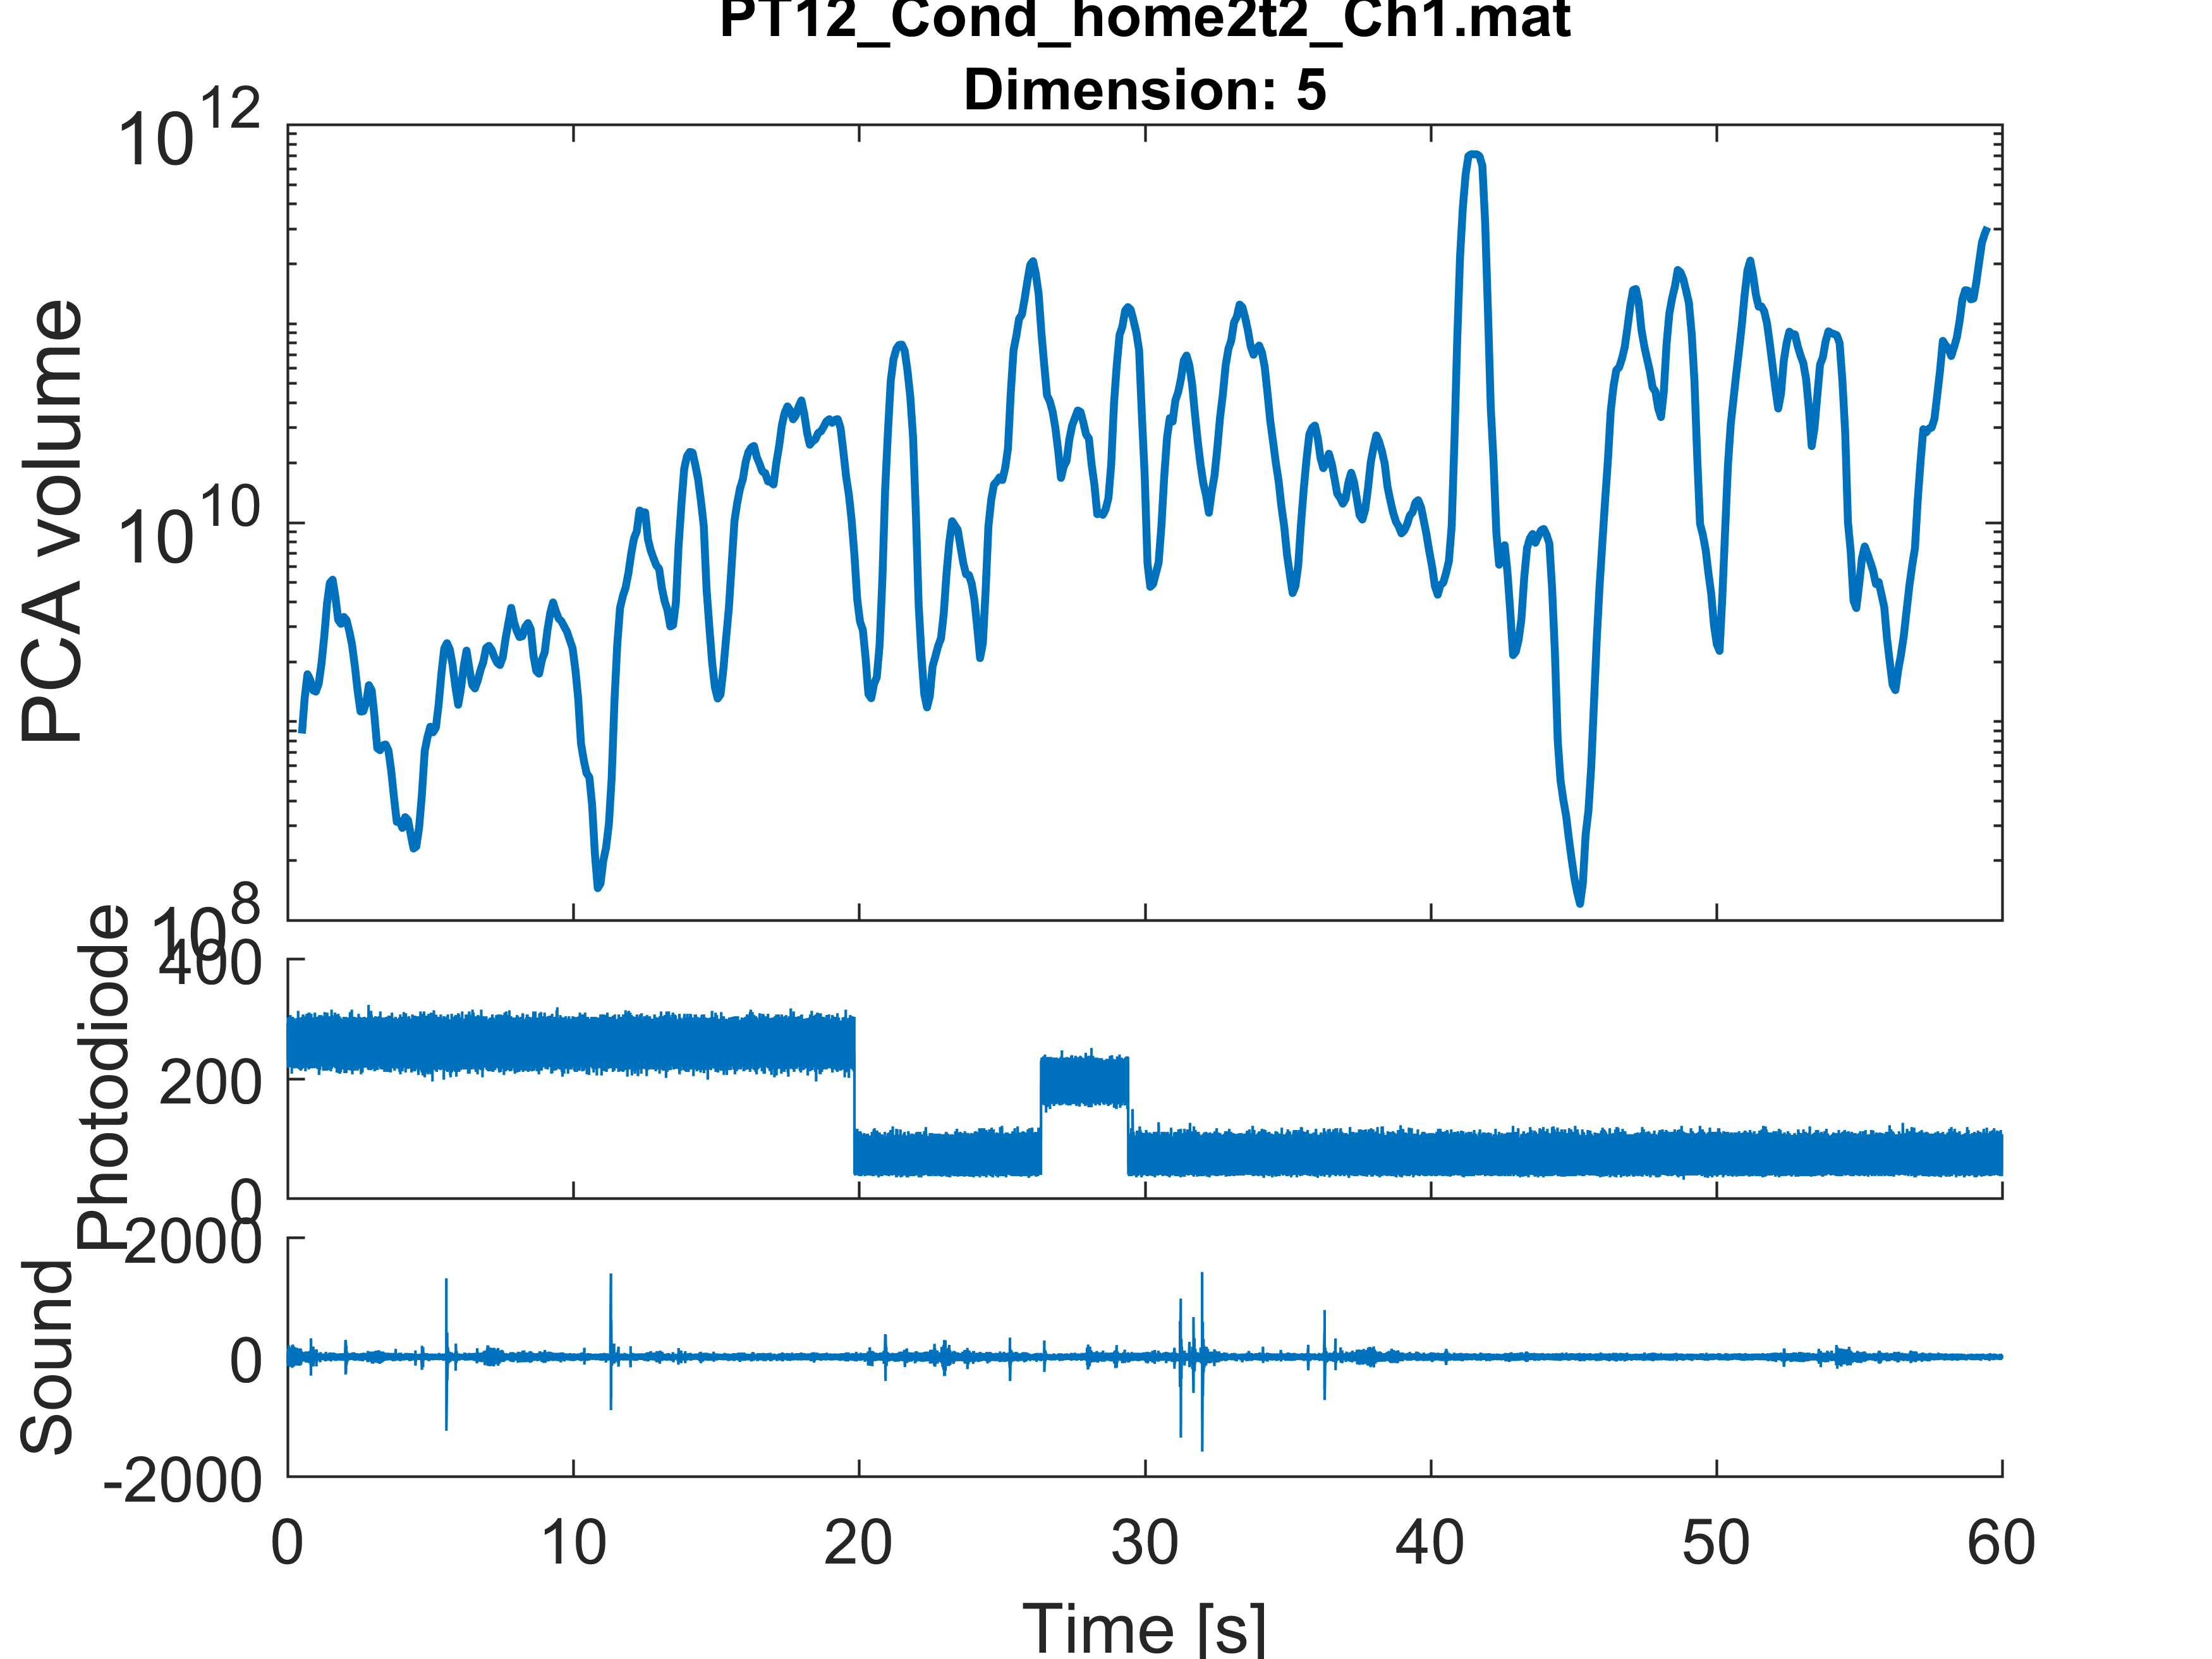 PT12_Cond_home2t2_Ch1.mat
Dimension: 5
10^12
10^10
10^8
PCA volume
400
200
0
Photodiode
2000
0
-2000
Sound
0 10 20 30 40 50 60
Time [s]